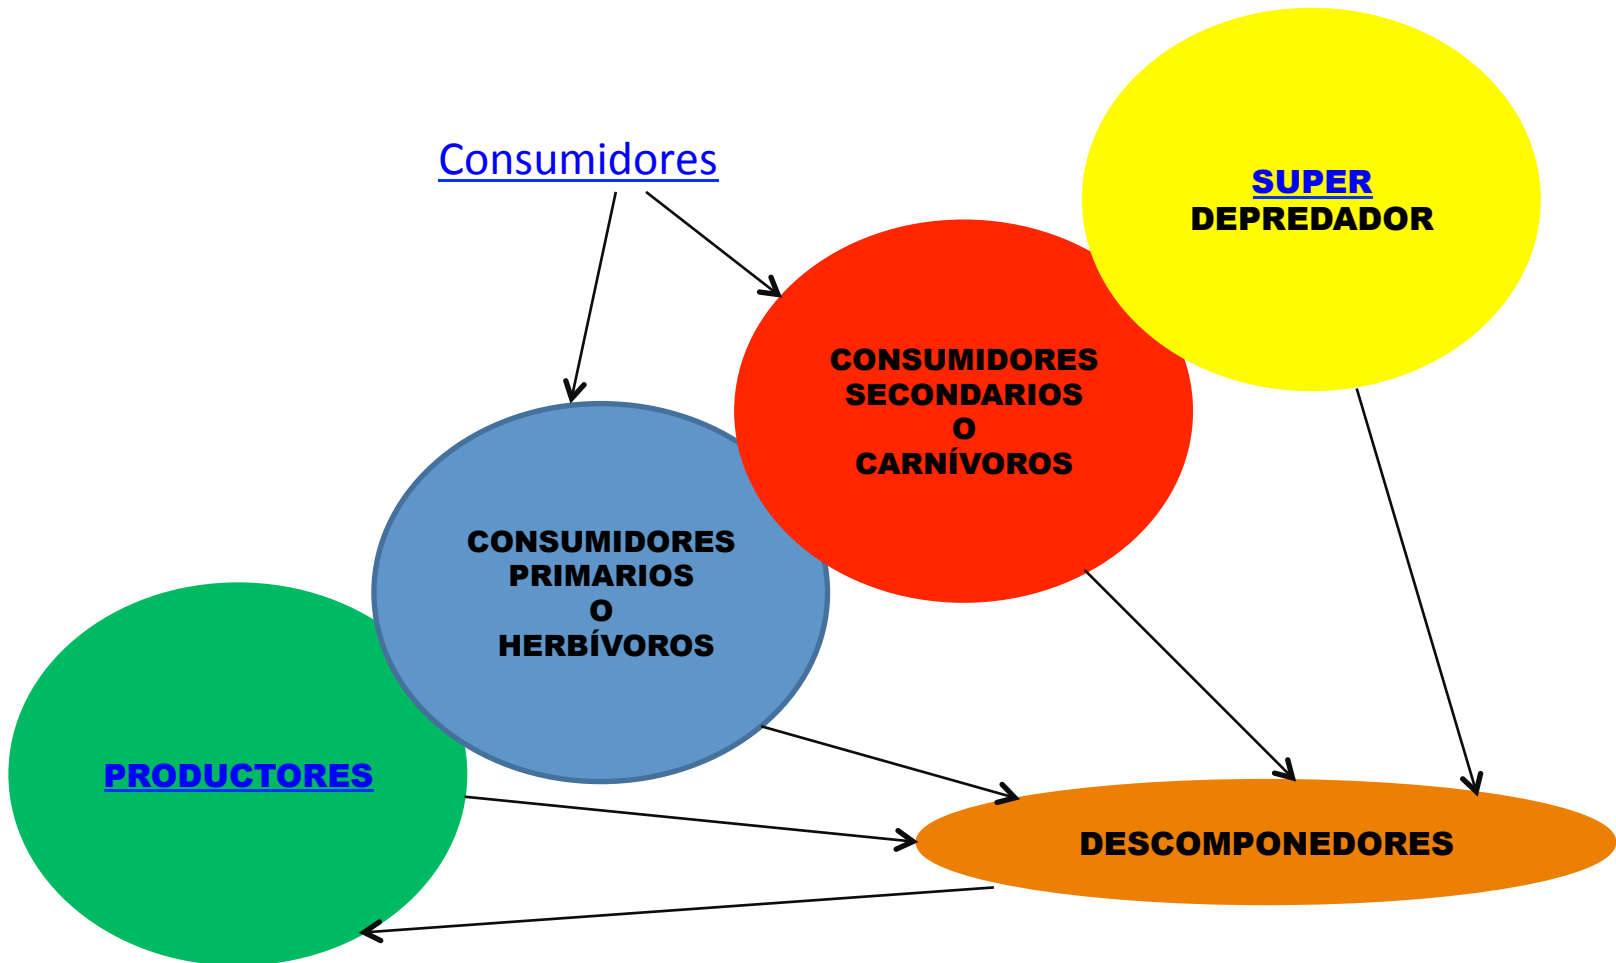 Consumidores
SUPER
DEPREDADOR
CONSUMIDORES
SECONDARIOS
O
CARNÍVOROS
CONSUMIDORES
PRIMARIOS
O
HERBÍVOROS
PRODUCTORES
DESCOMPONEDORES